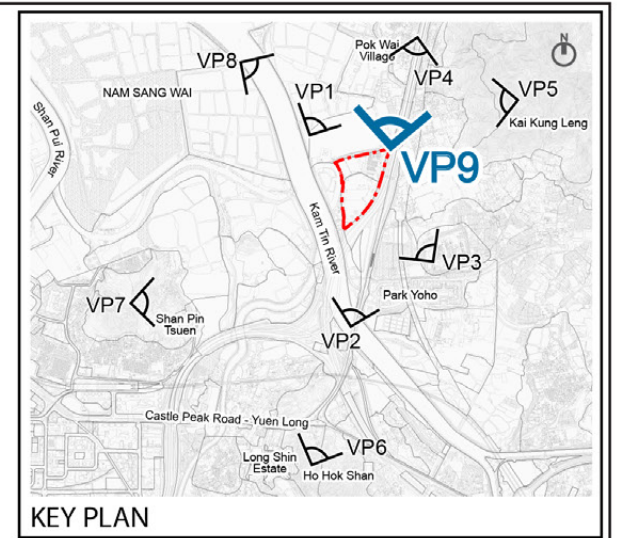 N
Pok Wai
Village
VP8
VP4
NAM SANG WAI
VP1
VP5
Kai Kung Leng
Shan Pui River
VP9
Kam Tin River
VP3
VP7
Park Yoho
Shan Pin
Tsuen
VP2
Castle Peak Road - Yuen Long
VP6
Long Shin
Estate
Ho Hok Shan
KEY PLAN